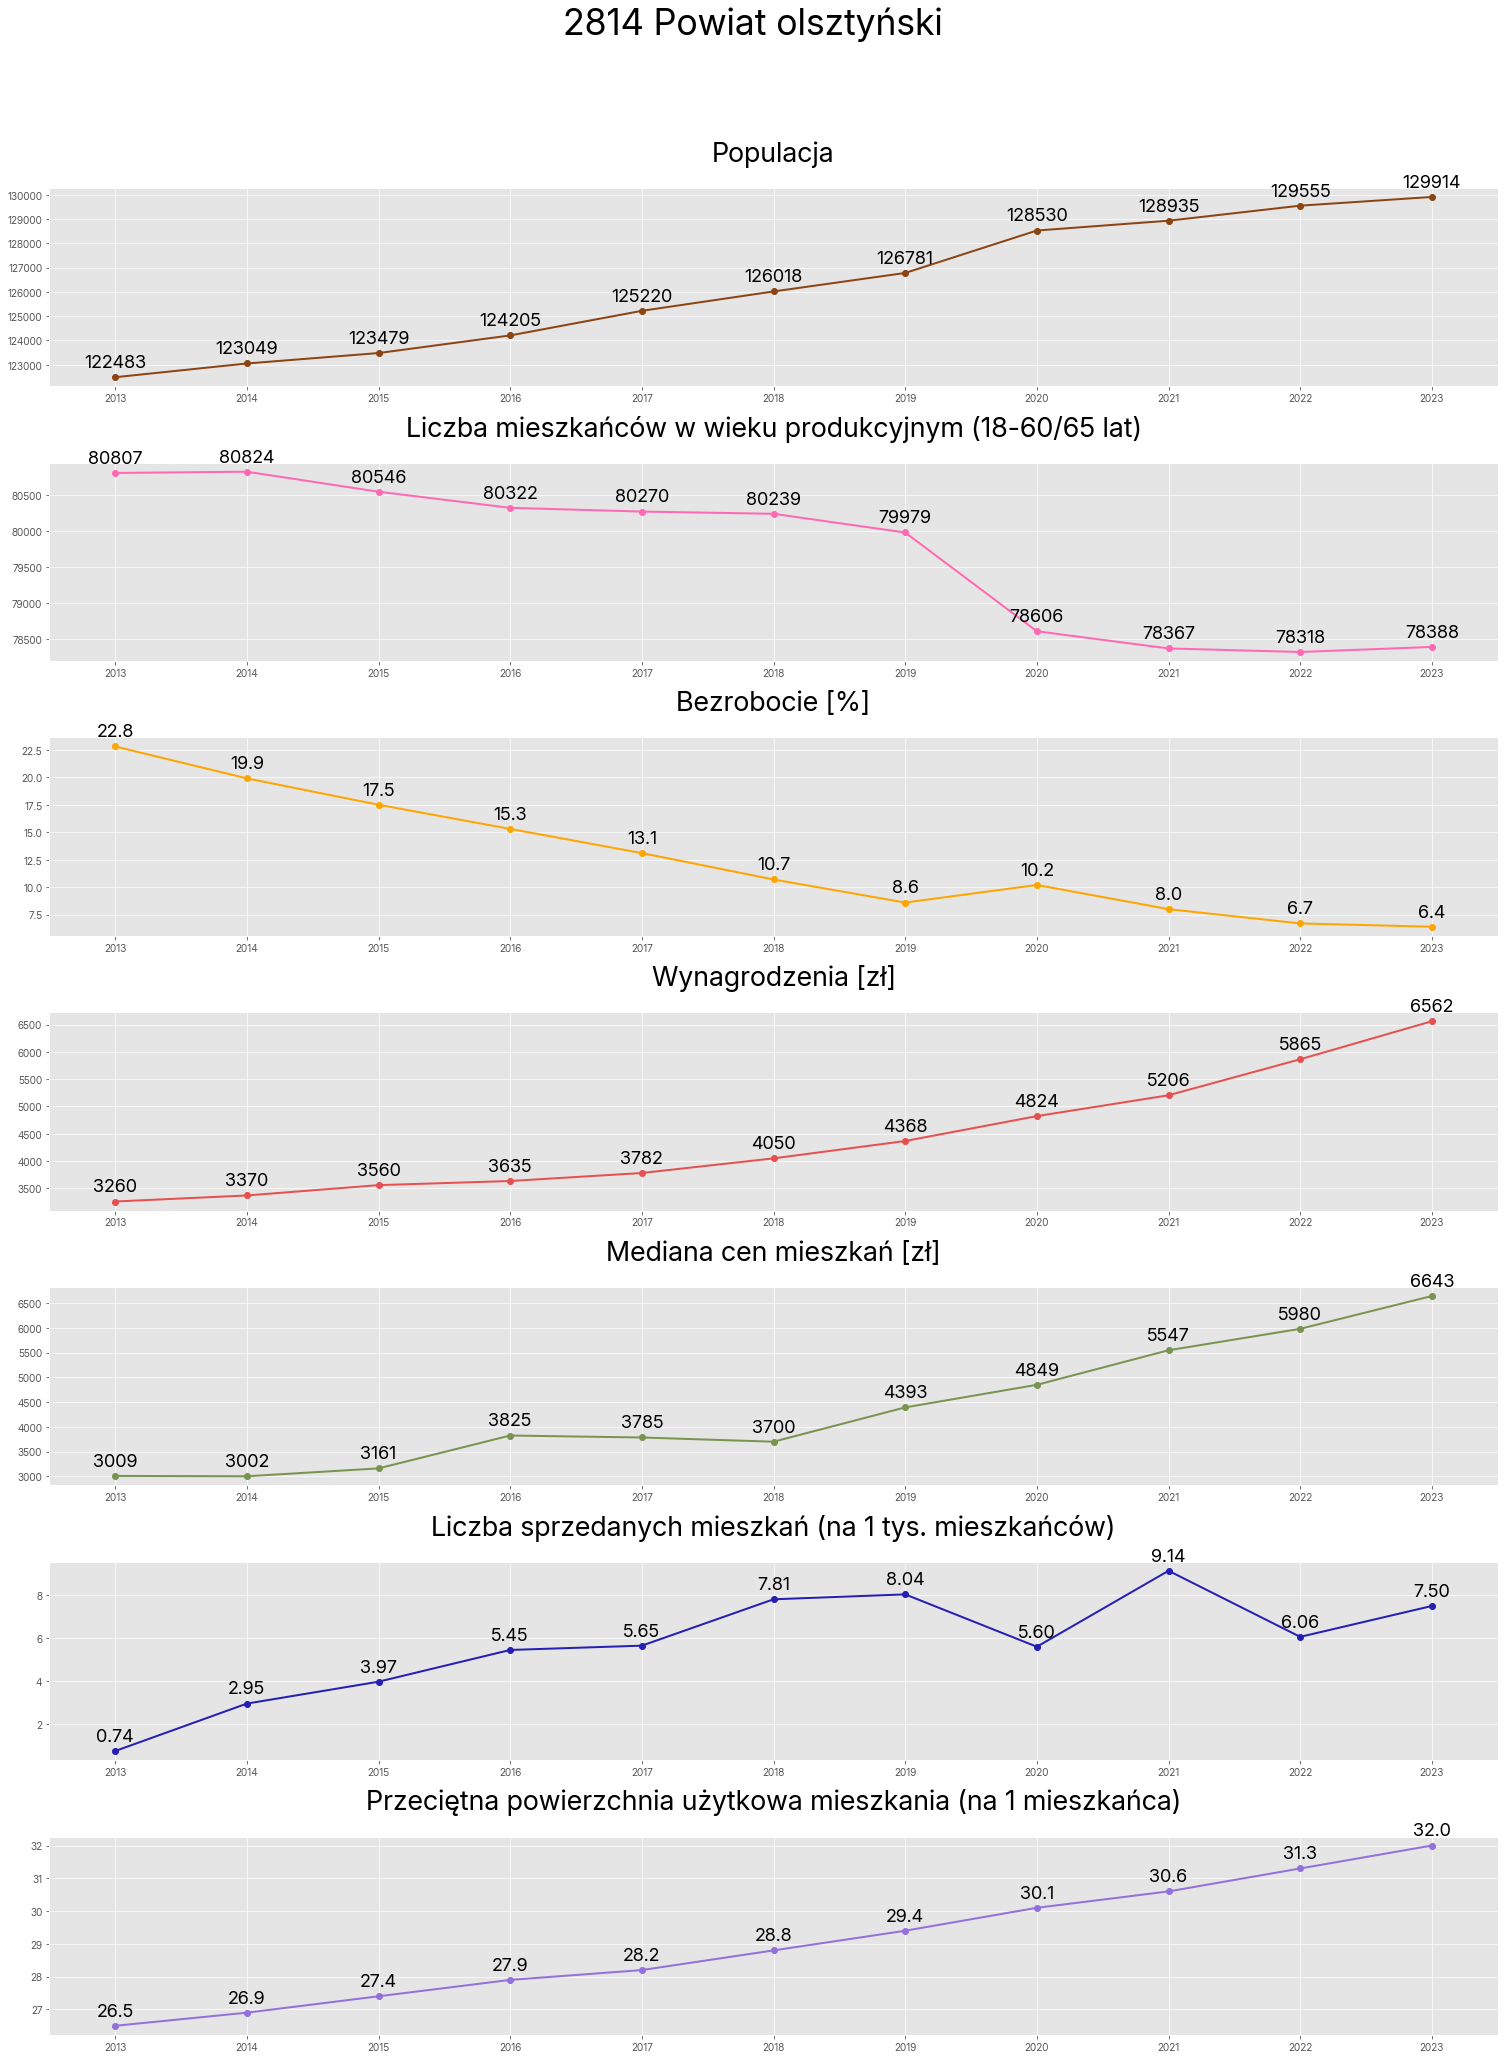 2814 Powiat olsztyński
Populacja
130000
129000
128000
127000
126000
125000
124000
123000
122483 123049 123479 124205 125220 126018 126781 128530 128935 129555 129914
2013 2014 2015 2016 2017 2018 2019 2020 2021 2022 2023
Liczba mieszkańców w wieku produkcyjnym (18-60/65 lat)
80500
80000
79500
79000
78500
80807 80824 80546 80322 80270 80239 79979 78606 78367 78318 78388
2013 2014 2015 2016 2017 2018 2019 2020 2021 2022 2023
Bezrobocie [%]
22.5
20.0
17.5
15.0
12.5
10.0
7.5
22.8 19.9 17.5 15.3 13.1 10.7 8.6 10.2 8.0 6.7 6.4
2013 2014 2015 2016 2017 2018 2019 2020 2021 2022 2023
Wynagrodzenia [zł]
6500
6000
5500
5000
4500
4000
3500
3260 3370 3560 3635 3782 4050 4368 4824 5206 5865 6562
2013 2014 2015 2016 2017 2018 2019 2020 2021 2022 2023
Mediana cen mieszkań [zł]
6500
6000
5500
5000
4500
4000
3500
3000
3009 3002 3161 3825 3785 3700 4393 4849 5547 5980 6643
2013 2014 2015 2016 2017 2018 2019 2020 2021 2022 2023
Liczba sprzedanych mieszkań (na 1 tys. mieszkańców)
8
6
4
2
0.74 2.95 3.97 5.45 5.65 7.81 8.04 5.60 9.14 6.06 7.50
2013 2014 2015 2016 2017 2018 2019 2020 2021 2022 2023
Przeciętna powierzchnia użytkowa mieszkania (na 1 mieszkańca)
32
31
30
29
28
27
26.5 26.9 27.4 27.9 28.2 28.8 29.4 30.1 30.6 31.3 32.0
2013 2014 2015 2016 2017 2018 2019 2020 2021 2022 2023